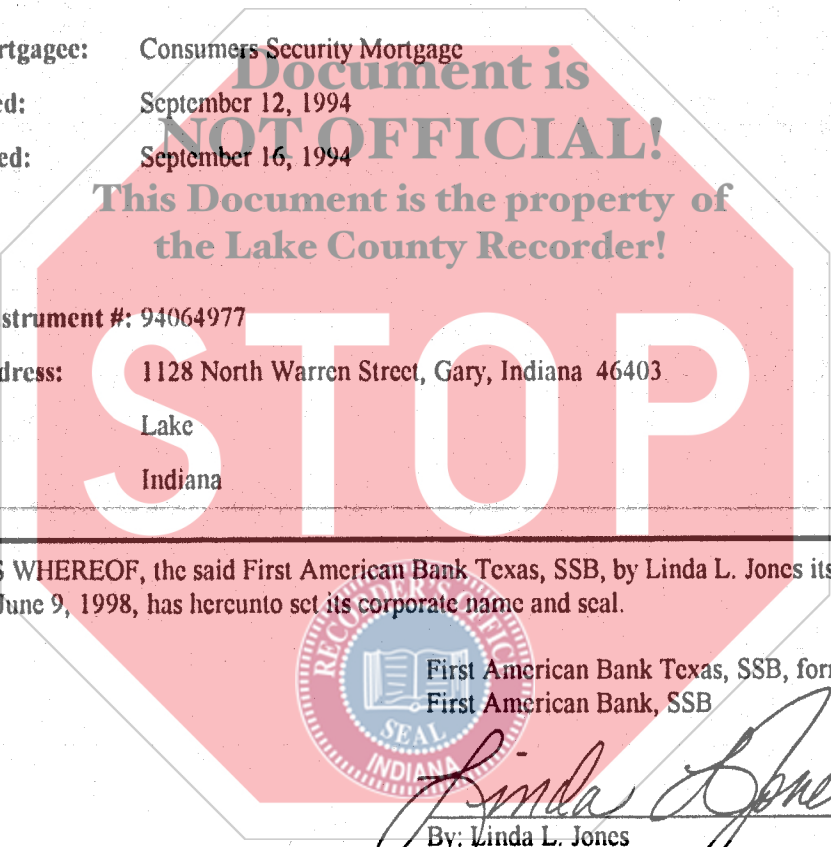 rtgagee: Consumers Security Mortgage
Document is
ed: September 12, 1994
NOT OFFICIAL!
ed: September 16, 1994
This Document is the property of
the Lake County Recorder!
strument #: 94064977
STOP
dress: 1128 North Warren Street, Gary, Indiana 46403
Lake
Indiana
S WHEREOF, the said First American Bank Texas, SSB, by Linda L. Jones its
June 9, 1998, has hereunto set its corporate name and seal.
RECORDER'S OFFIC
First American Bank Texas, SSB, for
First American Bank, SSB
SEAL
INDIANA
Linda L Jones
By: Linda L. Jones